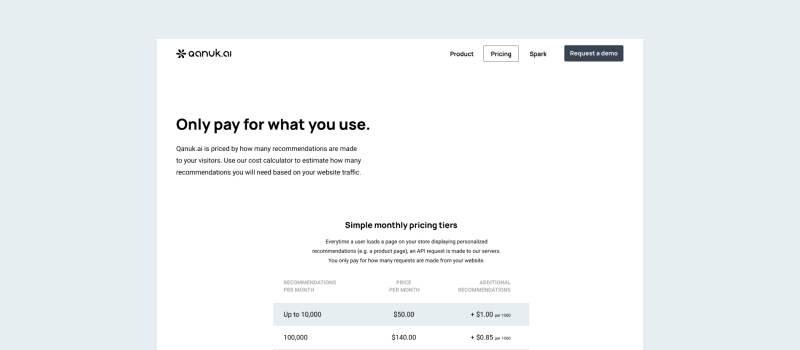 qanuk.ai
Product Pricing Spark Request a demo
Only pay for what you use.
Qanuk.ai is priced by how many recommendations are made
to your visitors. Use our cost calculator to estimate how many
recommendations you will need based on your website traffic.
Simple monthly pricing tiers
Everytime a user loads a page on your store displaying personalized
recommendations (e.g. a product page), an API request is made to our servers.
You only pay for how many requests are made from your website.
RECOMMENDATIONS PRICE ADDITIONAL
PER MONTH PER MONTH RECOMMENDATIONS
Up to 10,000 $50.00 + $1.00 per 1000
100,000 $140.00 + $0.85 per 1000